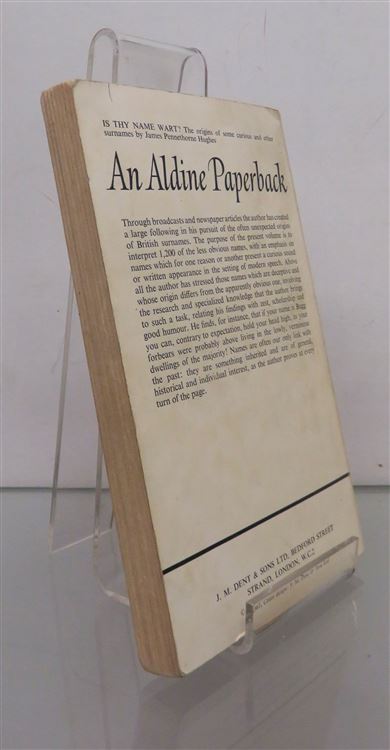 IS THY NAME WART? The origins of some curious and other
surnames by James Pennethorne Hughes
An Aldine Paperback
Through broadcasts and newspaper articles the author has created
a large following in his pursuit of the often unexpected origins
of British surnames. The purpose of the present volume is to
interpret 1,200 of the less obvious names, with an emphasis on
names which for one reason or another present a curious sound
or written appearance in the setting of modern speech. Above
all the author has stressed those names which are deceptive and
whose origin differs from the apparently obvious one, involving
the research and specialized knowledge that the author brings
to such a task, relating his findings with zest, scholarship and
good humour. He finds, for instance, that if your name is Bugg
you can, contrary to expectation, hold your head high, as your
forbears were probably above living in the lowly, verminous
dwellings of the majority! Names are often our only link with
the past: they are something inherited and are of general,
historical and individual interest, as the author proves at every
turn of the page.
J. M. DENT & SONS LTD, BEDFORD STREET
STRAND, LONDON, W.C.2